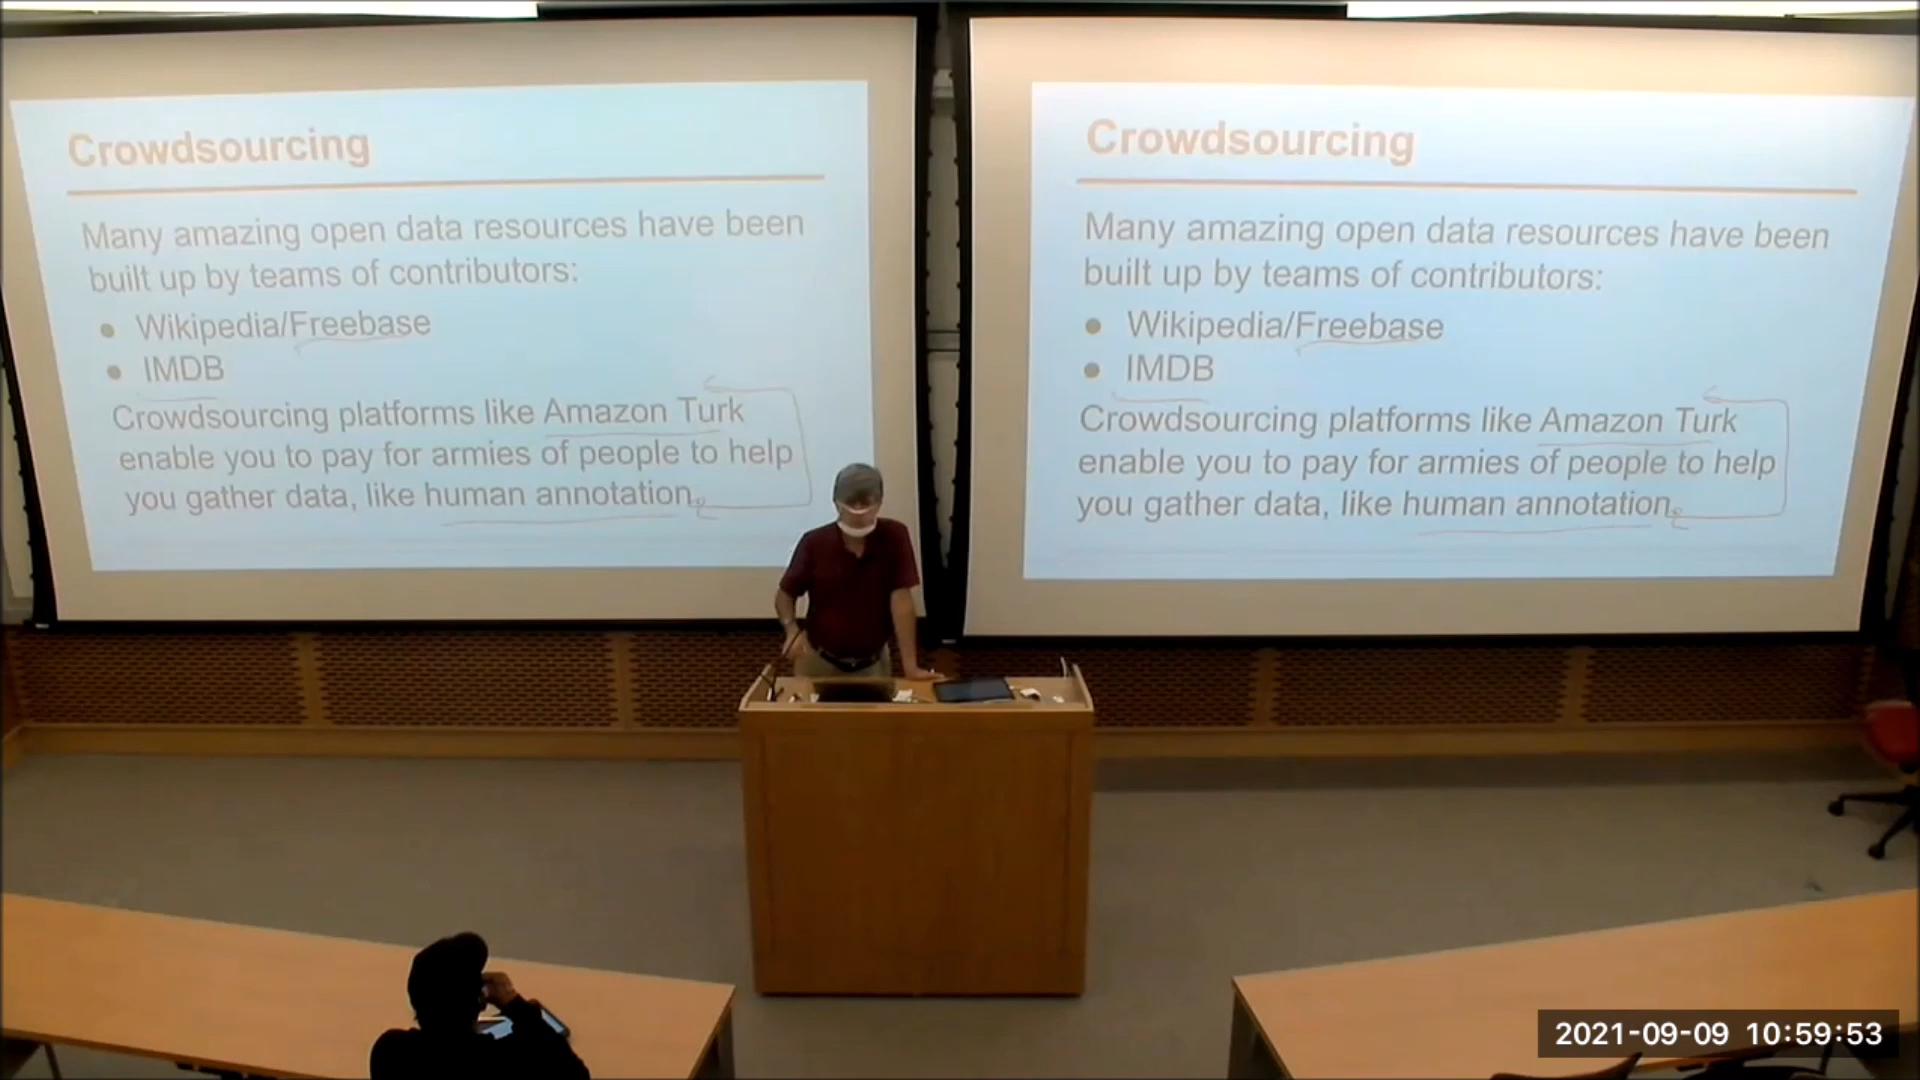 Crowdsourcing
Many amazing open data resources have been
built up by teams of contributors:
● Wikipedia/Freebase
● IMDB
Crowdsourcing platforms like Amazon Turk
enable you to pay for armies of people to help
you gather data, like human annotation.
Crowdsourcing
Many amazing open data resources have been
built up by teams of contributors:
● Wikipedia/Freebase
● IMDB
Crowdsourcing platforms like Amazon Turk
enable you to pay for armies of people to help
you gather data, like human annotation.
2021-09-09 10:59:53